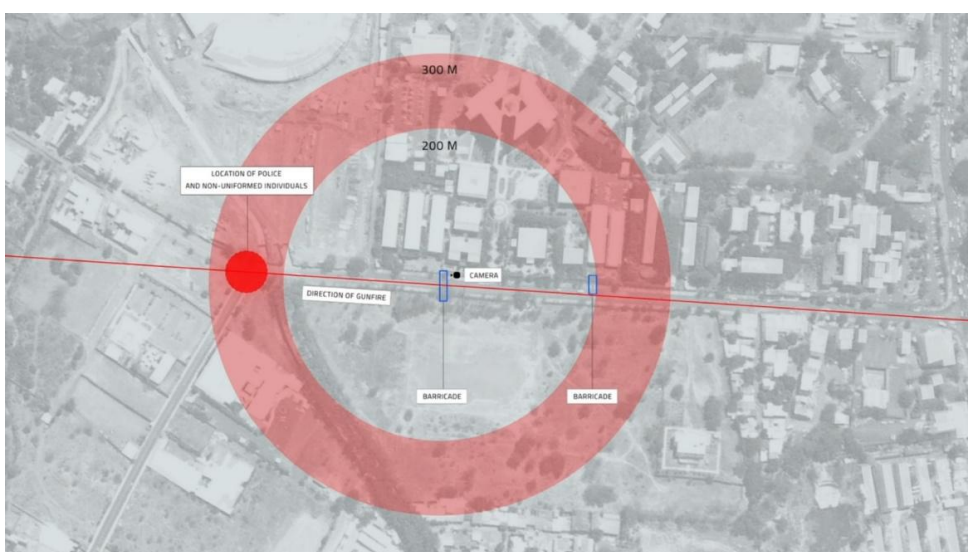 300 M
200 M
LOCATION OF POLICE
AND NON-UNIFORMED INDIVIDUALS
CAMERA
DIRECTION OF GUNFIRE
BARRICADE
BARRICADE